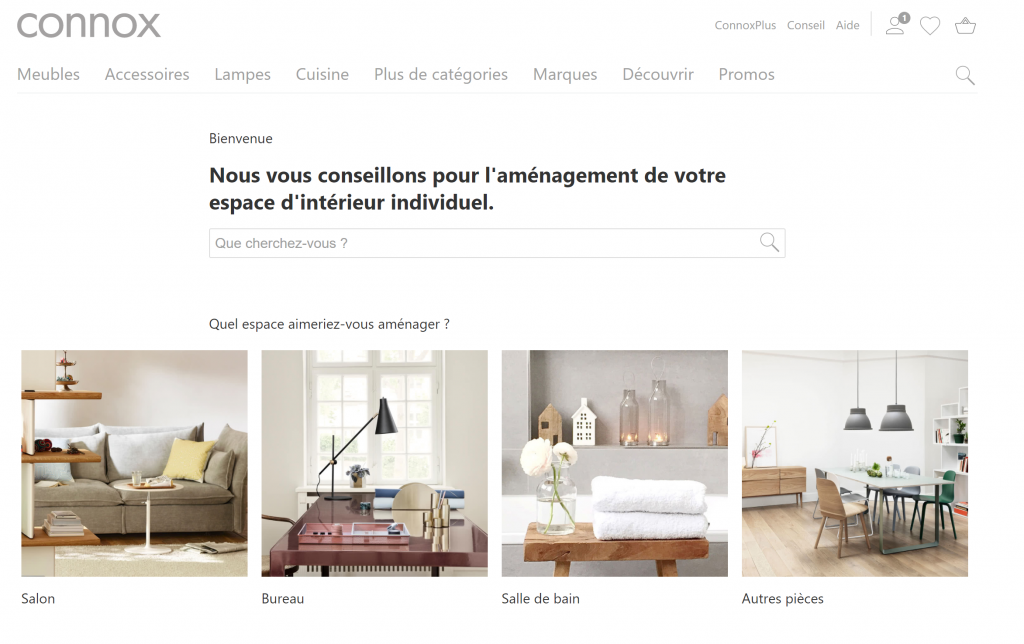 connox
ConnoxPlus Conseil Aide
1
Meubles Accessoires Lampes Cuisine Plus de catégories Marques Découvrir Promos
Bienvenue
Nous vous conseillons pour l'aménagement de votre
espace d'intérieur individuel.
Que cherchez-vous ?
Quel espace aimeriez-vous aménager ?
Salon Bureau Salle de bain Autres pièces